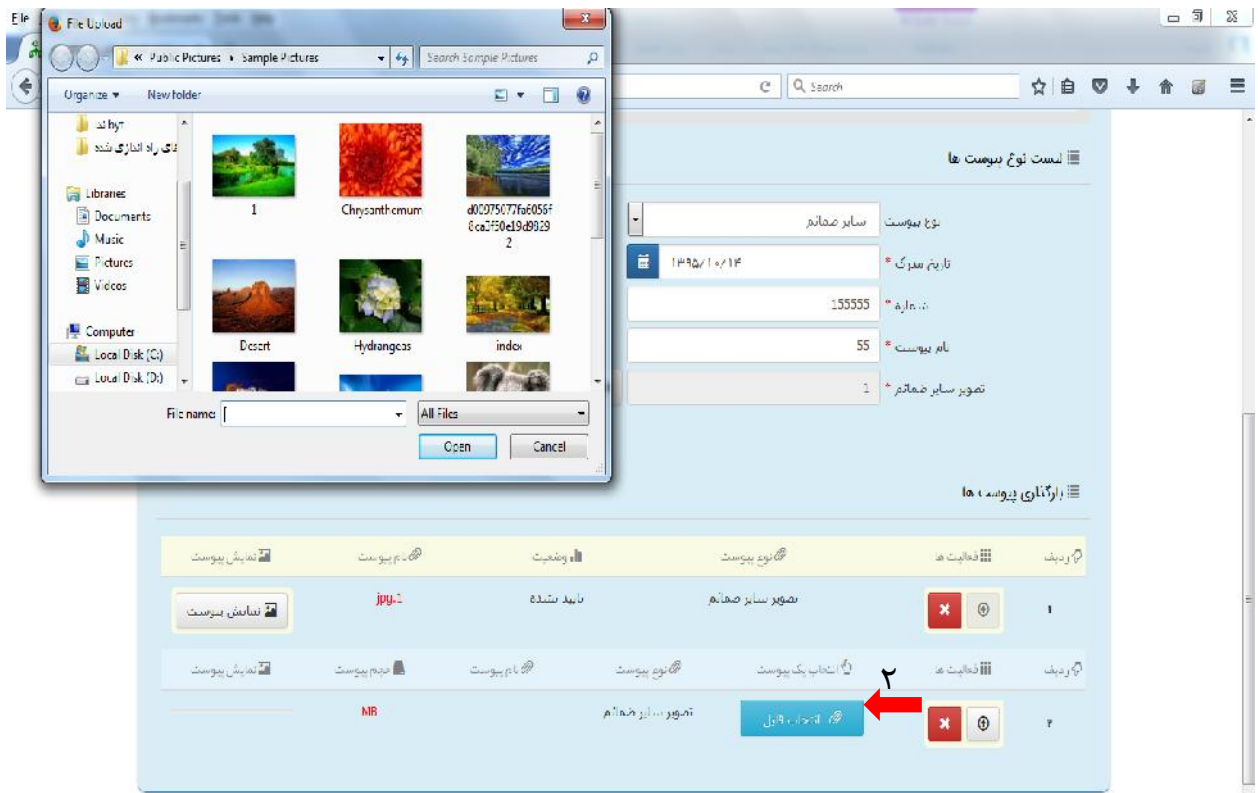 File Upload
« Public Pictures ▸ Sample Pictures
Search Sample Pictures
Organize ▾ New folder
Libraries
Documents
Music
Pictures
Videos
Computer
Local Disk (C:)
Local Disk (D:)
1
Chrysanthemum
2
Desert
Hydrangeas
index
File name:
All Files
Open Cancel
Search
لیست نوع پیوست ها
نوع پیوست
سایر ضمائم
تاریخ مدرک *
۱۳۹۵/۱۰/۱۴
شماره *
155555
نام پیوست *
55
تصویر سایر ضمائم *
1
بارگذاری پیوست ها
ردیف فعالیت ها نوع پیوست وضعیت نام پیوست نمایش پیوست
۱ تصویر سایر ضمائم تایید نشده jpg.1 نمایش پیوست
ردیف فعالیت ها انتخاب یک پیوست نوع پیوست نام پیوست حجم پیوست نمایش پیوست
۲ انتخاب فایل تصویر سایر ضمائم MB
۲